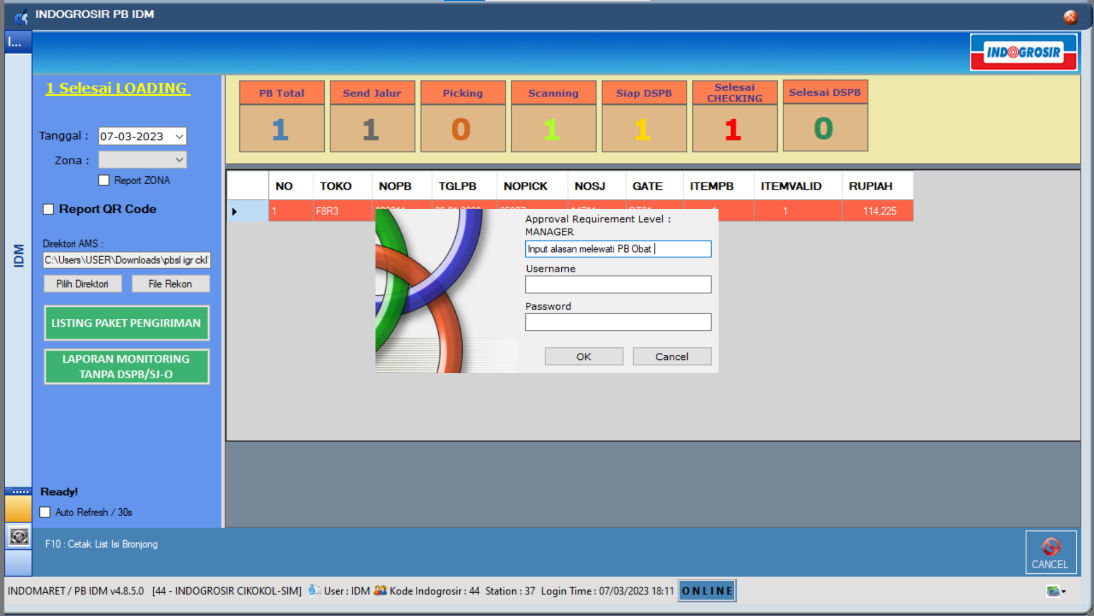 INDOGROSIR PB IDM
I...
INDOGROSIR
1 Selesai LOADING
Tanggal : 07-03-2023
Zona :
Report ZONA
Report QR Code
Direktori AMS :
C:\Users\USER\Downloads\pbsl igr ckl
Pilih Direktori File Rekon
LISTING PAKET PENGIRIMAN
LAPORAN MONITORING
TANPA DSPB/SJ-O
IDM
Ready!
Auto Refresh / 30s
PB Total Send Jalur Picking Scanning Siap DSPB Selesai CHECKING Selesai DSPB
1 1 0 1 1 1 0
NO TOKO NOPB TGLPB NOPICK NOSJ GATE ITEMPB ITEMVALID RUPIAH
1 F8R3 1 114,225
Approval Requirement Level :
MANAGER
Input alasan melewati PB Obat
Username
Password
OK Cancel
F10 : Cetak List Isi Bronjong
CANCEL
INDOMARET / PB IDM v4.8.5.0 [44 - INDOGROSIR CIKOKOL-SIM] User : IDM Kode Indogrosir : 44 Station : 37 Login Time : 07/03/2023 18:11 ONLINE